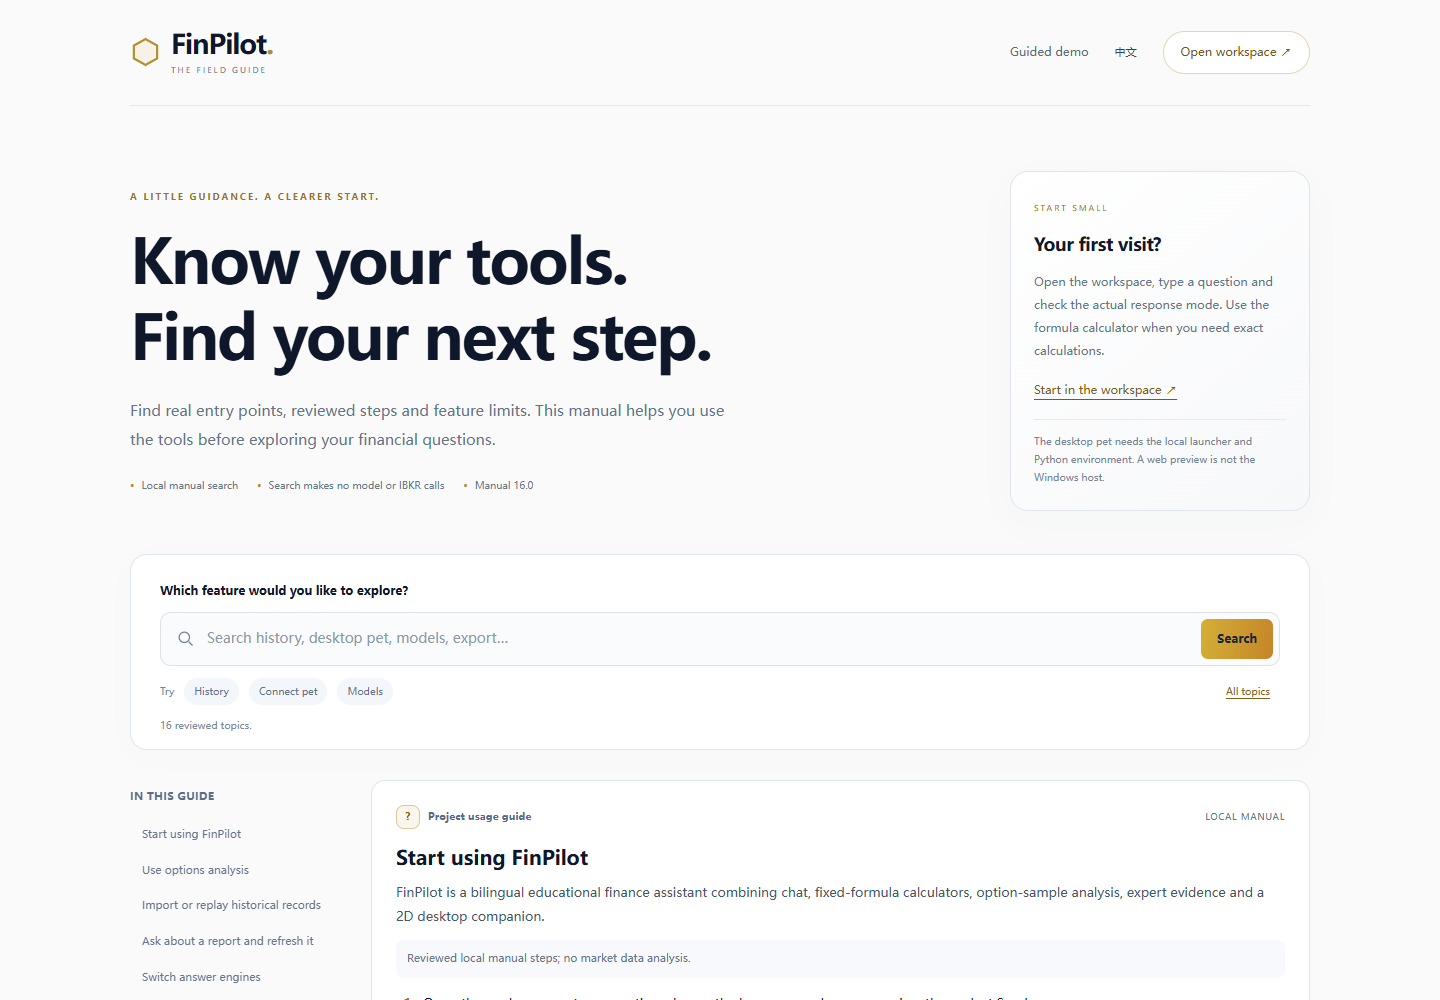 FinPilot.
THE FIELD GUIDE
Guided demo
中文
Open workspace ↗
A LITTLE GUIDANCE. A CLEARER START.
Know your tools.
Find your next step.
Find real entry points, reviewed steps and feature limits. This manual helps you use
the tools before exploring your financial questions.
• Local manual search • Search makes no model or IBKR calls • Manual 16.0
START SMALL
Your first visit?
Open the workspace, type a question and
check the actual response mode. Use the
formula calculator when you need exact
calculations.
Start in the workspace ↗
The desktop pet needs the local launcher and
Python environment. A web preview is not the
Windows host.
Which feature would you like to explore?
Search history, desktop pet, models, export...
Search
Try
History
Connect pet
Models
All topics
16 reviewed topics.
IN THIS GUIDE
Start using FinPilot
Use options analysis
Import or replay historical records
Ask about a report and refresh it
Switch answer engines
? Project usage guide
LOCAL MANUAL
Start using FinPilot
FinPilot is a bilingual educational finance assistant combining chat, fixed-formula calculators, option-sample analysis, expert evidence and a
2D desktop companion.
Reviewed local manual steps; no market data analysis.